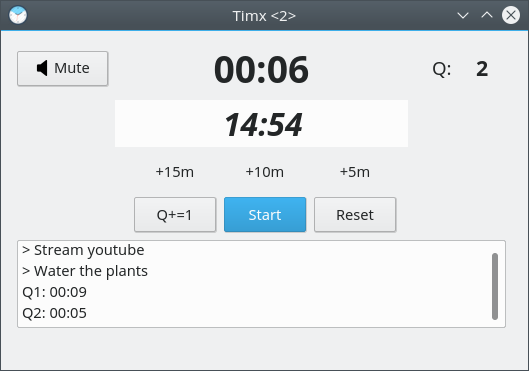 Timx <2>
Mute
00:06
Q: 2
14:54
+15m +10m +5m
Q+=1 Start Reset
> Stream youtube
> Water the plants
Q1: 00:09
Q2: 00:05